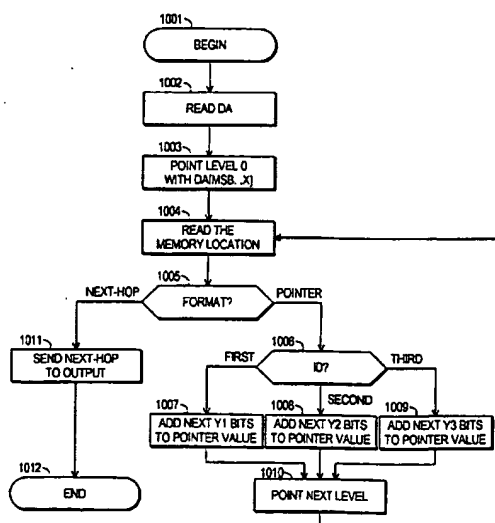 1001
BEGIN
1002
READ DA
1003
POINT LEVEL 0
WITH DA[MSB. .X]
1004
READ THE
MEMORY LOCATION
1005
NEXT-HOP
FORMAT?
POINTER
1011
SEND NEXT-HOP
TO OUTPUT
1006
FIRST
ID?
THIRD
SECOND
1007
ADD NEXT Y1 BITS
TO POINTER VALUE
1008
ADD NEXT Y2 BITS
TO POINTER VALUE
1009
ADD NEXT Y3 BITS
TO POINTER VALUE
1012
END
1010
POINT NEXT LEVEL